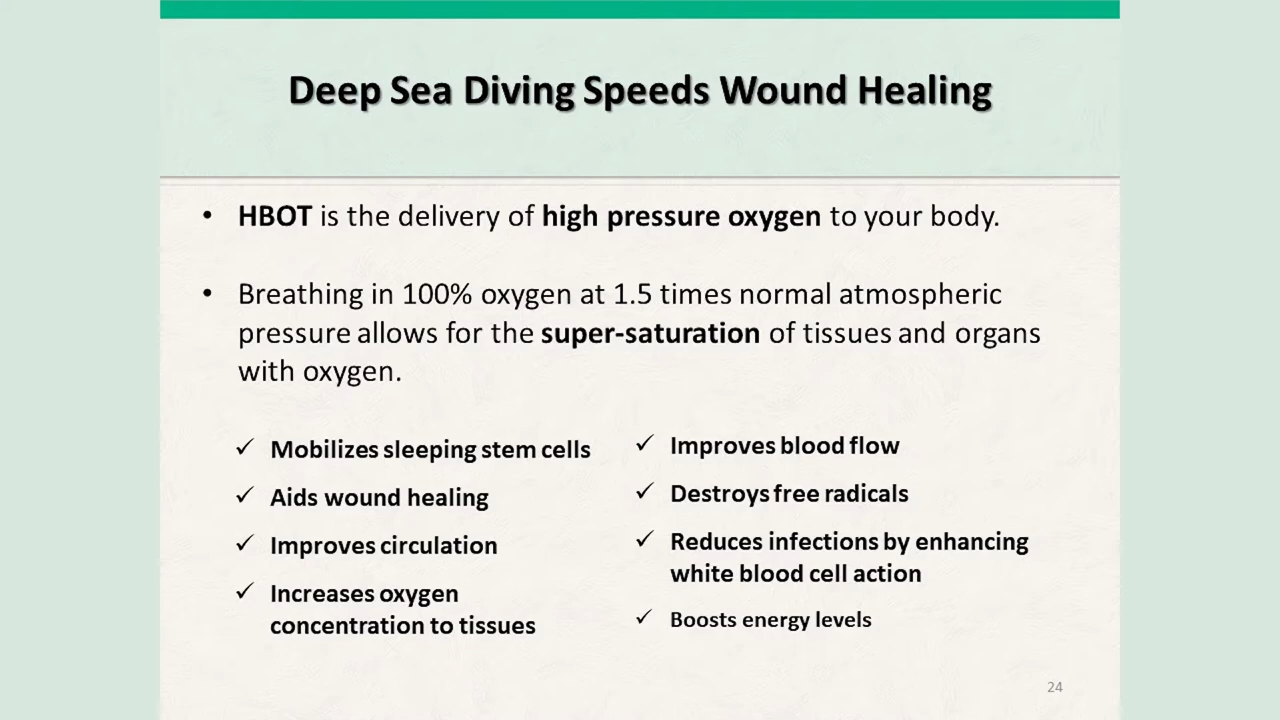 Deep Sea Diving Speeds Wound Healing
• HBOT is the delivery of high pressure oxygen to your body.
• Breathing in 100% oxygen at 1.5 times normal atmospheric
pressure allows for the super-saturation of tissues and organs
with oxygen.
✓ Mobilizes sleeping stem cells
✓ Aids wound healing
✓ Improves circulation
✓ Increases oxygen
concentration to tissues
✓ Improves blood flow
✓ Destroys free radicals
✓ Reduces infections by enhancing
white blood cell action
✓ Boosts energy levels
24